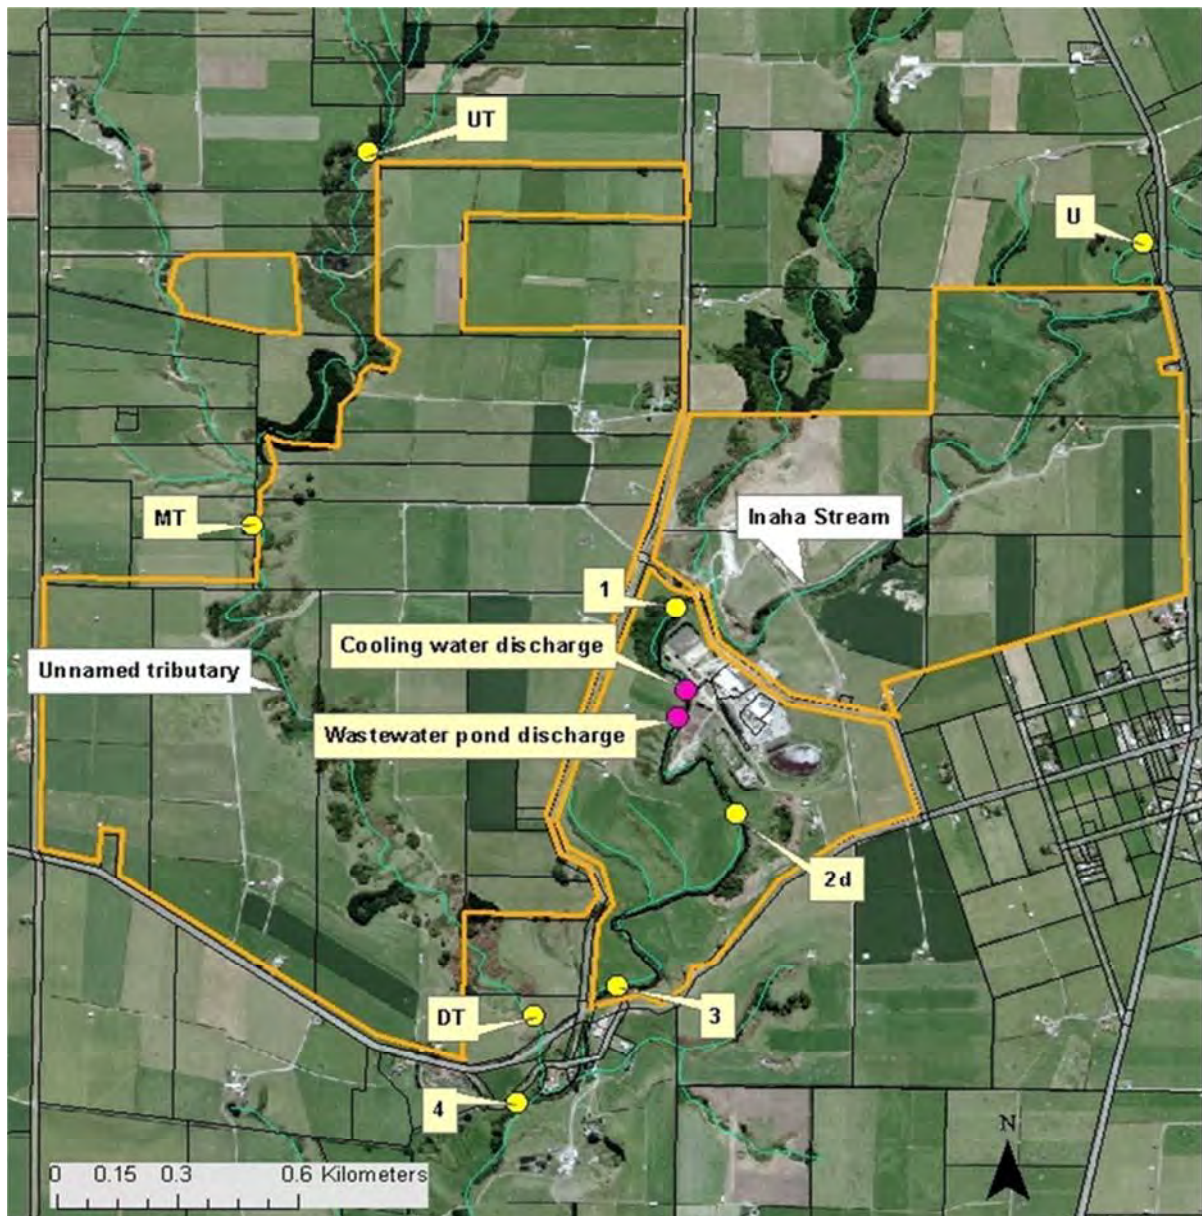 UT
U
MT
Inaha Stream
1
Cooling water discharge
Unnamed tributary
Wastewater pond discharge
2d
DT
3
4
N
0 0.15 0.3 0.6 Kilometers